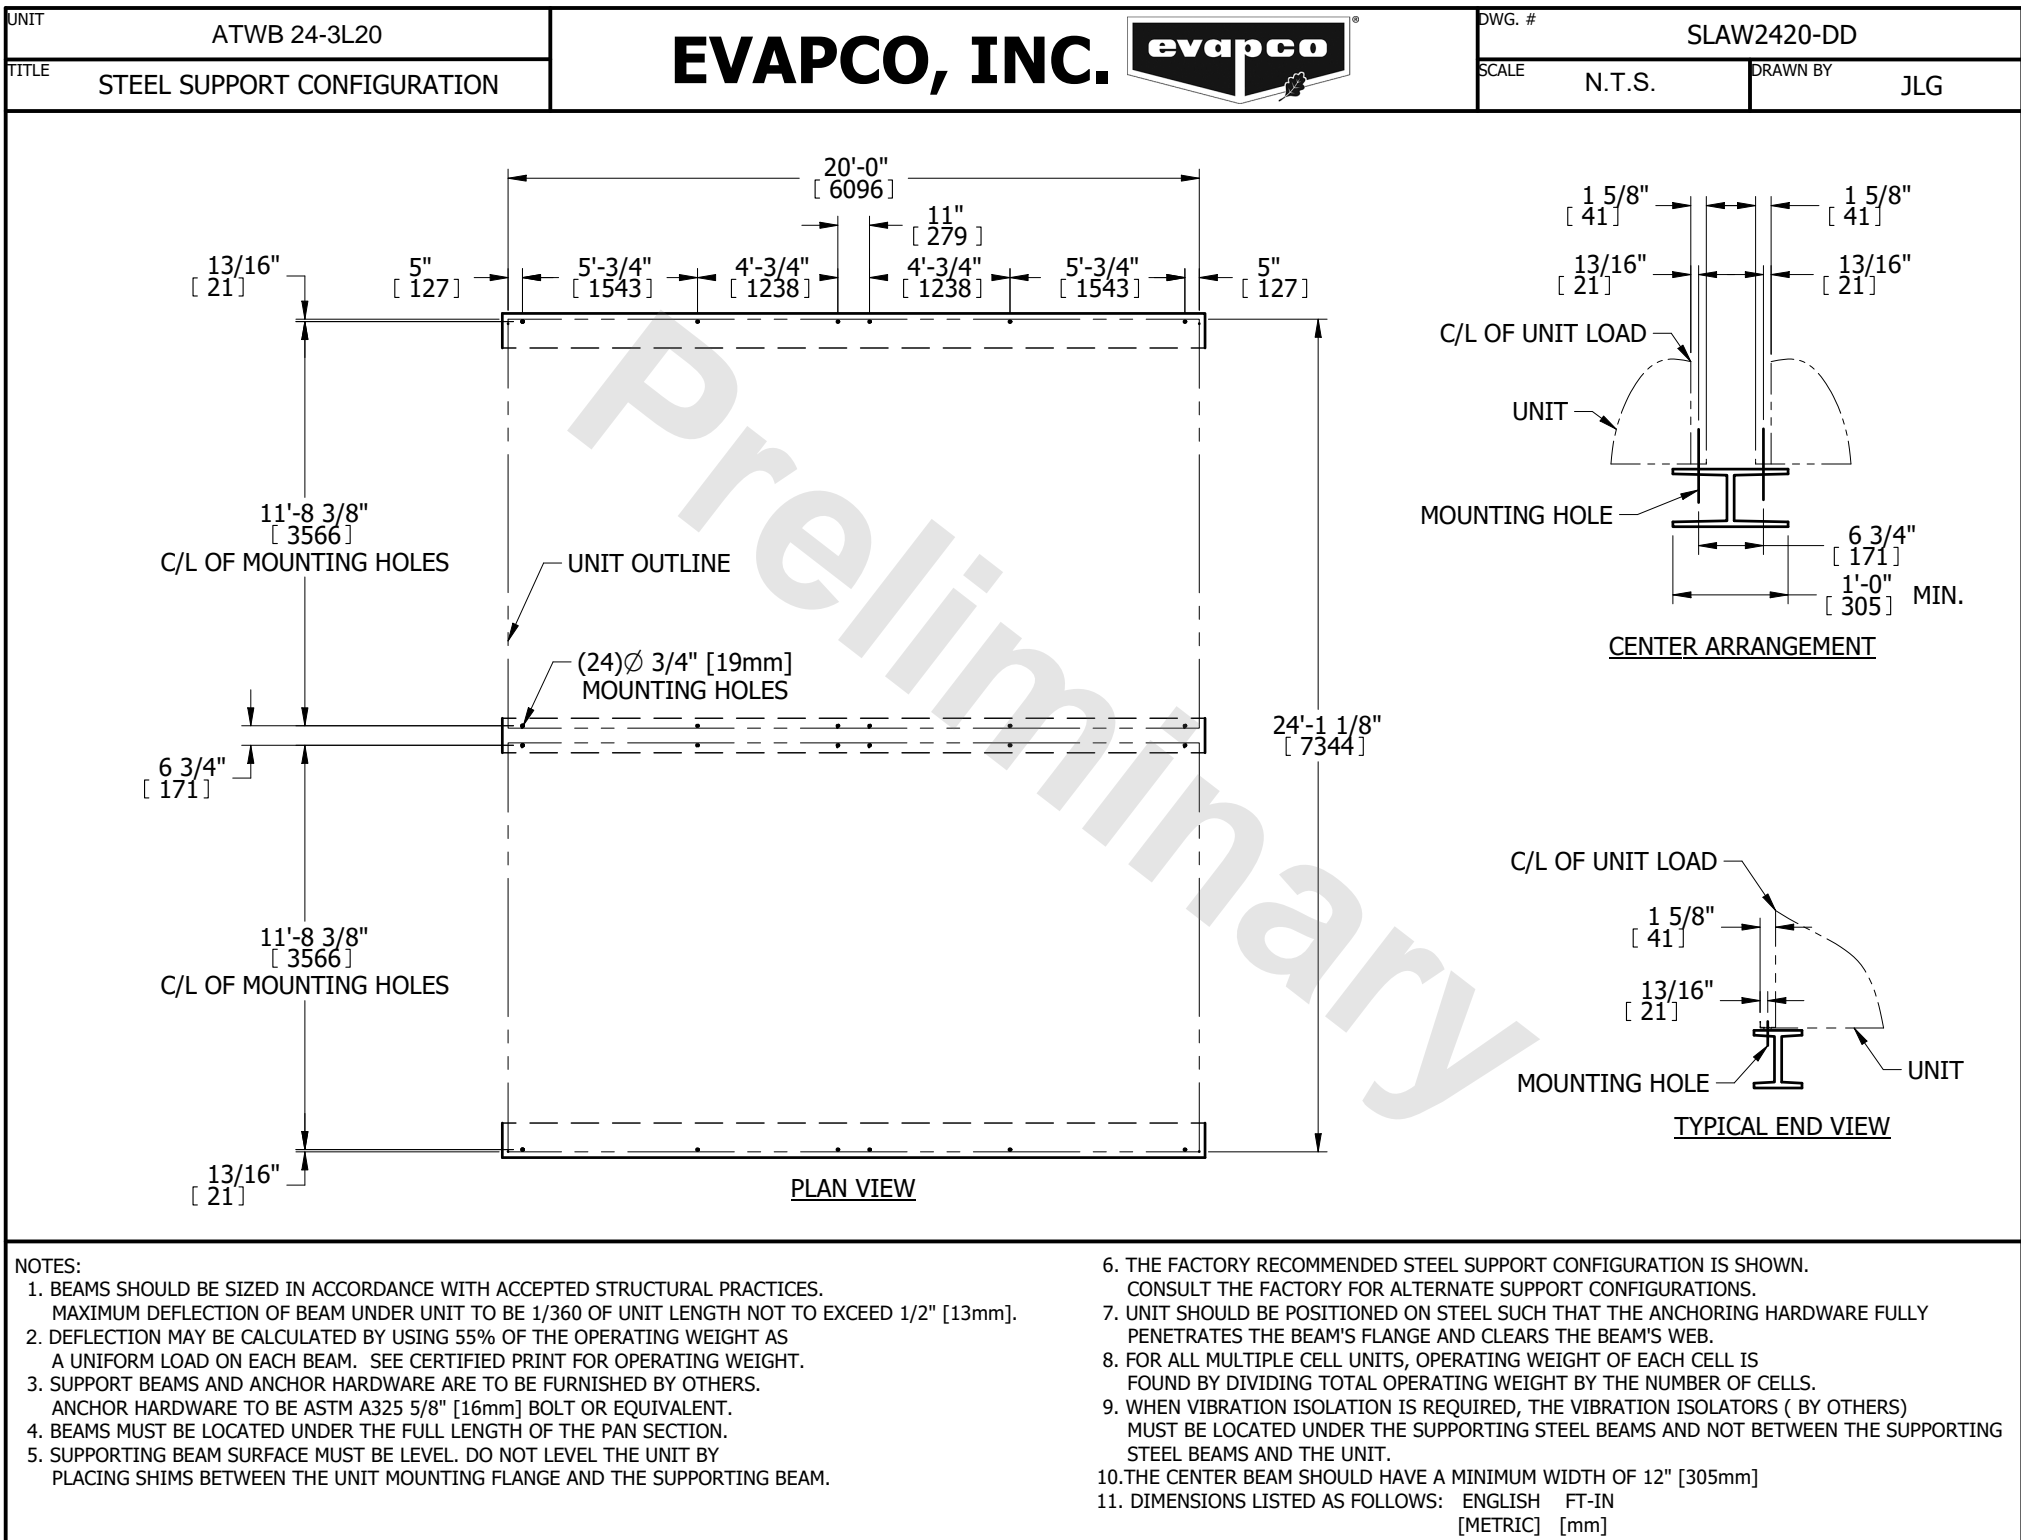 UNIT
ATWB 24-3L20
TITLE
STEEL SUPPORT CONFIGURATION
EVAPCO, INC.
evapco
®
DWG. #
SLAW2420-DD
SCALE
N.T.S.
DRAWN BY
JLG
20'-0"
[ 6096 ]
11"
[ 279 ]
13/16"
[ 21 ]
5"
[ 127 ]
5'-3/4"
[ 1543 ]
4'-3/4"
[ 1238 ]
4'-3/4"
[ 1238 ]
5'-3/4"
[ 1543 ]
5"
[ 127 ]
11'-8 3/8"
[ 3566 ]
C/L OF MOUNTING HOLES
UNIT OUTLINE
(24)Ø 3/4" [19mm]
MOUNTING HOLES
6 3/4"
[ 171 ]
24'-1 1/8"
[ 7344 ]
11'-8 3/8"
[ 3566 ]
C/L OF MOUNTING HOLES
13/16"
[ 21 ]
PLAN VIEW
Preliminary
1 5/8"
[ 41 ]
1 5/8"
[ 41 ]
13/16"
[ 21 ]
13/16"
[ 21 ]
C/L OF UNIT LOAD
UNIT
MOUNTING HOLE
6 3/4"
[ 171 ]
1'-0"
[ 305 ]
MIN.
CENTER ARRANGEMENT
C/L OF UNIT LOAD
1 5/8"
[ 41 ]
13/16"
[ 21 ]
MOUNTING HOLE
UNIT
TYPICAL END VIEW
NOTES:
1. BEAMS SHOULD BE SIZED IN ACCORDANCE WITH ACCEPTED STRUCTURAL PRACTICES.
MAXIMUM DEFLECTION OF BEAM UNDER UNIT TO BE 1/360 OF UNIT LENGTH NOT TO EXCEED 1/2" [13mm].
2. DEFLECTION MAY BE CALCULATED BY USING 55% OF THE OPERATING WEIGHT AS
A UNIFORM LOAD ON EACH BEAM. SEE CERTIFIED PRINT FOR OPERATING WEIGHT.
3. SUPPORT BEAMS AND ANCHOR HARDWARE ARE TO BE FURNISHED BY OTHERS.
ANCHOR HARDWARE TO BE ASTM A325 5/8" [16mm] BOLT OR EQUIVALENT.
4. BEAMS MUST BE LOCATED UNDER THE FULL LENGTH OF THE PAN SECTION.
5. SUPPORTING BEAM SURFACE MUST BE LEVEL. DO NOT LEVEL THE UNIT BY
PLACING SHIMS BETWEEN THE UNIT MOUNTING FLANGE AND THE SUPPORTING BEAM.
6. THE FACTORY RECOMMENDED STEEL SUPPORT CONFIGURATION IS SHOWN.
CONSULT THE FACTORY FOR ALTERNATE SUPPORT CONFIGURATIONS.
7. UNIT SHOULD BE POSITIONED ON STEEL SUCH THAT THE ANCHORING HARDWARE FULLY
PENETRATES THE BEAM'S FLANGE AND CLEARS THE BEAM'S WEB.
8. FOR ALL MULTIPLE CELL UNITS, OPERATING WEIGHT OF EACH CELL IS
FOUND BY DIVIDING TOTAL OPERATING WEIGHT BY THE NUMBER OF CELLS.
9. WHEN VIBRATION ISOLATION IS REQUIRED, THE VIBRATION ISOLATORS ( BY OTHERS)
MUST BE LOCATED UNDER THE SUPPORTING STEEL BEAMS AND NOT BETWEEN THE SUPPORTING
STEEL BEAMS AND THE UNIT.
10.THE CENTER BEAM SHOULD HAVE A MINIMUM WIDTH OF 12" [305mm]
11. DIMENSIONS LISTED AS FOLLOWS: ENGLISH FT-IN
[METRIC] [mm]